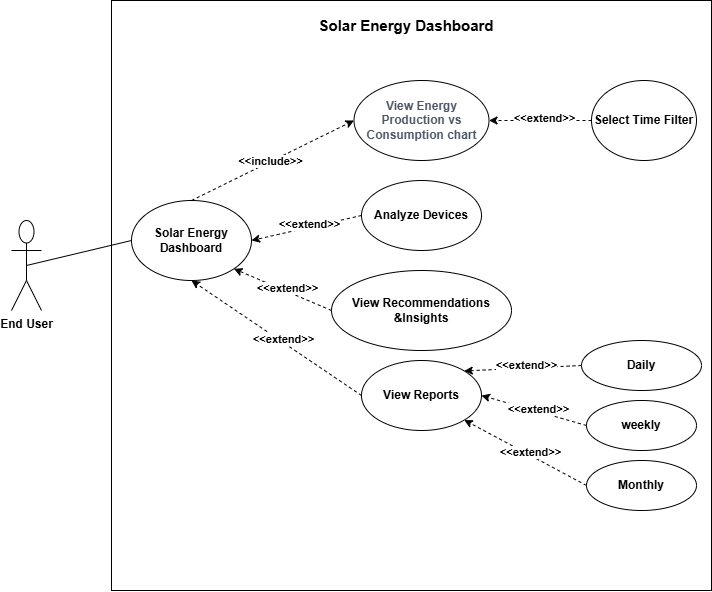 Solar Energy Dashboard
View Energy
Production vs
Consumption chart
<<extend>>
Select Time Filter
<<include>>
Analyze Devices
<<extend>>
Solar Energy
Dashboard
<<extend>>
View Recommendations
&Insights
End User
<<extend>>
View Reports
<<extend>>
Daily
<<extend>>
weekly
<<extend>>
Monthly